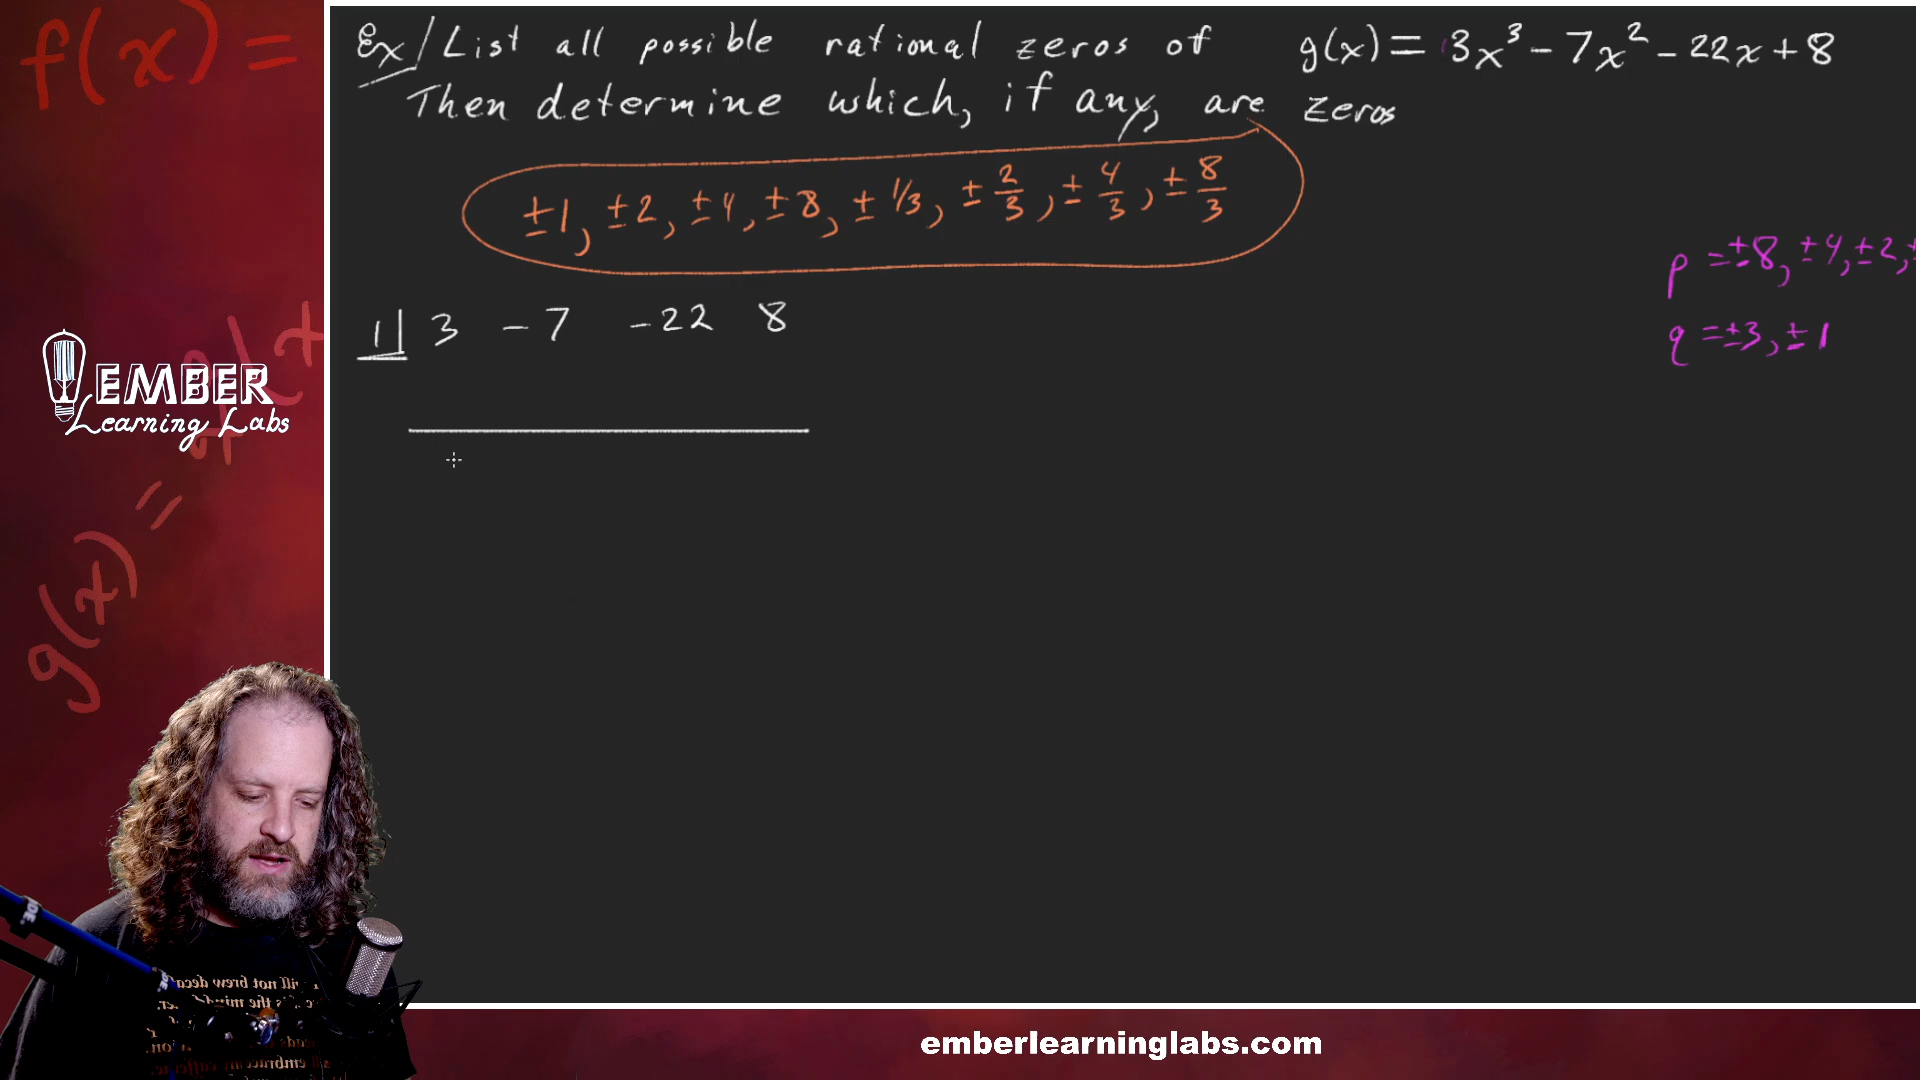 f(x) =
Ex/ List all possible rational zeros of g(x) = 3x³ - 7x² - 22x + 8
Then determine which, if any, are zeros
±1, ±2, ±4, ±8, ± 1/3, ± 2/3, ± 4/3, ± 8/3
p = ±8, ±4, ±2,
q = ±3, ±1
1| 3 -7 -22 8
EMBER
Learning Labs
g(x) =
emberlearninglabs.com